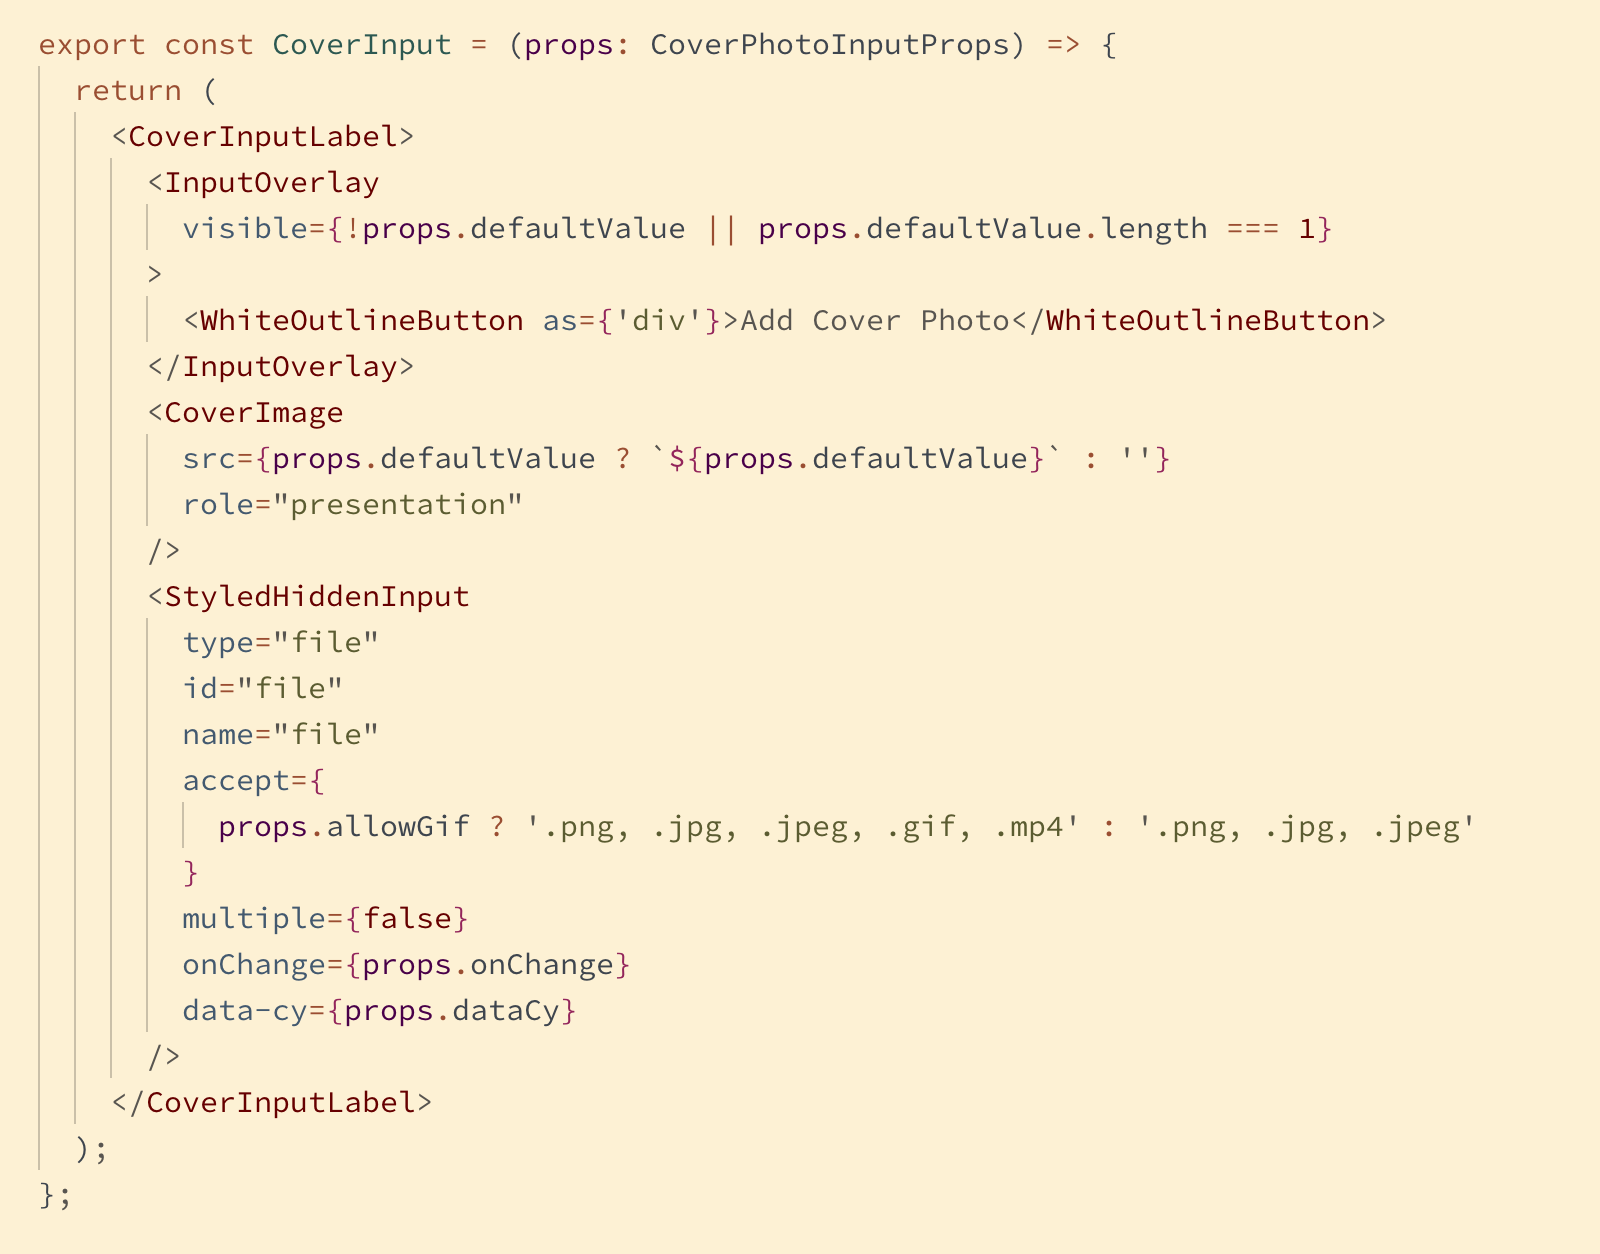 export const CoverInput = (props: CoverPhotoInputProps) => {
  return (
    <CoverInputLabel>
      <InputOverlay
        visible={!props.defaultValue || props.defaultValue.length === 1}
      >
        <WhiteOutlineButton as={'div'}>Add Cover Photo</WhiteOutlineButton>
      </InputOverlay>
      <CoverImage
        src={props.defaultValue ? `${props.defaultValue}` : ''}
        role="presentation"
      />
      <StyledHiddenInput
        type="file"
        id="file"
        name="file"
        accept={
          props.allowGif ? '.png, .jpg, .jpeg, .gif, .mp4' : '.png, .jpg, .jpeg'
        }
        multiple={false}
        onChange={props.onChange}
        data-cy={props.dataCy}
      />
    </CoverInputLabel>
  );
};